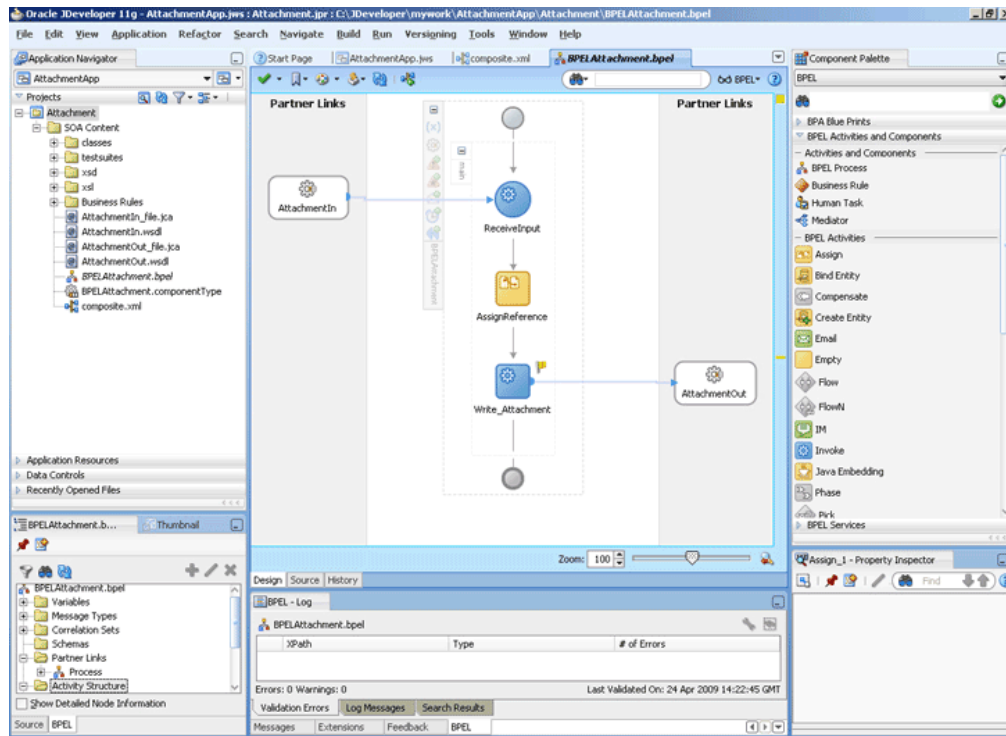 Oracle JDeveloper 11g - AttachmentApp.jws : Attachment.jpr : C:\JDeveloper\mywork\AttachmentApp\Attachment\BPELAttachment.bpel
File Edit View Application Refactor Search Navigate Build Run Versioning Tools Window Help
Application Navigator
AttachmentApp
Projects
Attachment
SOA Content
classes
testsuites
xsd
xsl
Business Rules
AttachmentIn_file.jca
AttachmentIn.wsdl
AttachmentOut_file.jca
AttachmentOut.wsdl
BPELAttachment.bpel
BPELAttachment.componentType
composite.xml
Application Resources
Data Controls
Recently Opened Files
BPELAttachment.b...
Thumbnail
BPELAttachment.bpel
Variables
Message Types
Correlation Sets
Schemas
Partner Links
Process
Activity Structure
Show Detailed Node Information
Source BPEL
Start Page AttachmentApp.jws composite.xml BPELAttachment.bpel
BPEL
Partner Links
Partner Links
main
AttachmentIn
ReceiveInput
BPELAttachment
AssignReference
Write_Attachment
AttachmentOut
Zoom: 100
Design Source History
BPEL - Log
BPELAttachment.bpel
XPath Type # of Errors
Errors: 0 Warnings: 0
Last Validated On: 24 Apr 2009 14:22:45 GMT
Validation Errors Log Messages Search Results
Messages Extensions Feedback BPEL
Component Palette
BPEL
BPA Blue Prints
BPEL Activities and Components
Activities and Components
BPEL Process
Business Rule
Human Task
Mediator
BPEL Activities
Assign
Bind Entity
Compensate
Create Entity
Email
Empty
Flow
FlowN
IM
Invoke
Java Embedding
Phase
Pick
BPEL Services
Assign_1 - Property Inspector
Find